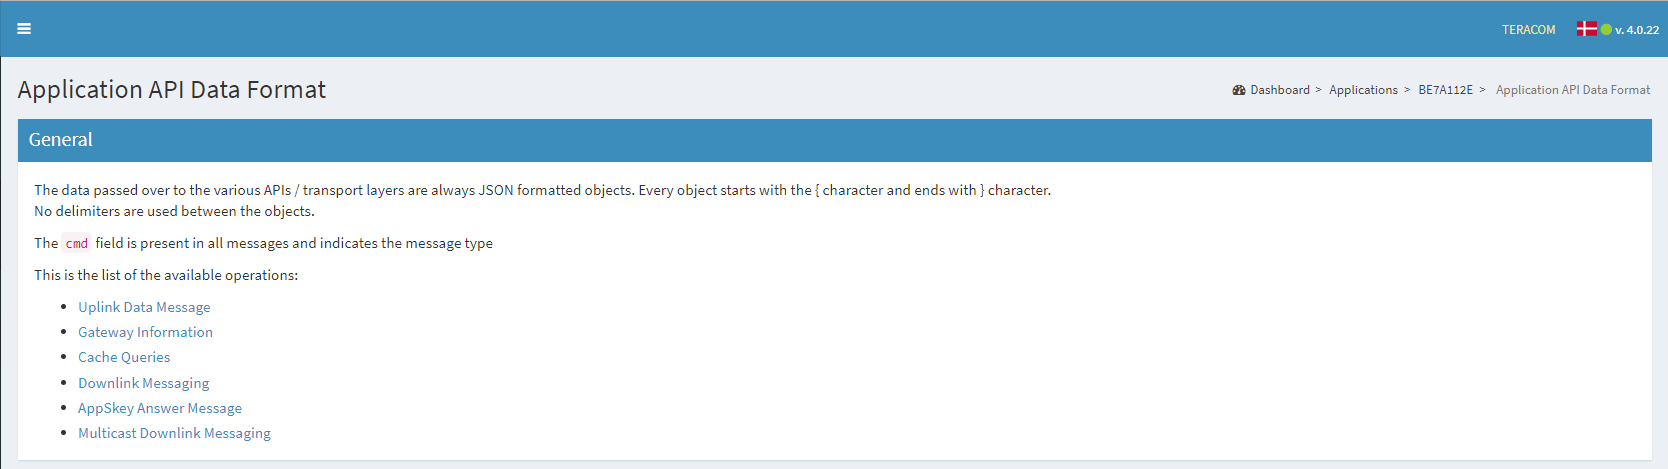 TERACOM v. 4.0.22
Application API Data Format
Dashboard > Applications > BE7A112E > Application API Data Format
General
The data passed over to the various APIs / transport layers are always JSON formatted objects. Every object starts with the { character and ends with } character.
No delimiters are used between the objects.
The cmd field is present in all messages and indicates the message type
This is the list of the available operations:
Uplink Data Message
Gateway Information
Cache Queries
Downlink Messaging
AppSkey Answer Message
Multicast Downlink Messaging